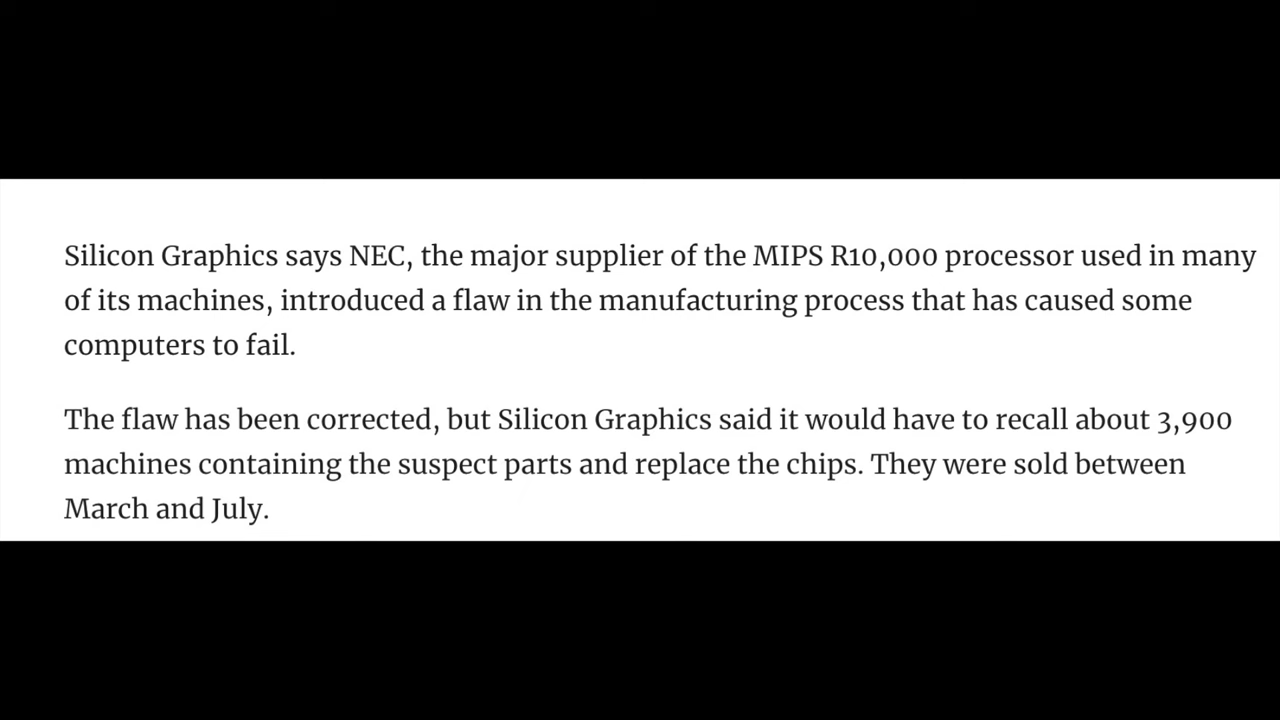 Silicon Graphics says NEC, the major supplier of the MIPS R10,000 processor used in many
of its machines, introduced a flaw in the manufacturing process that has caused some
computers to fail.
The flaw has been corrected, but Silicon Graphics said it would have to recall about 3,900
machines containing the suspect parts and replace the chips. They were sold between
March and July.